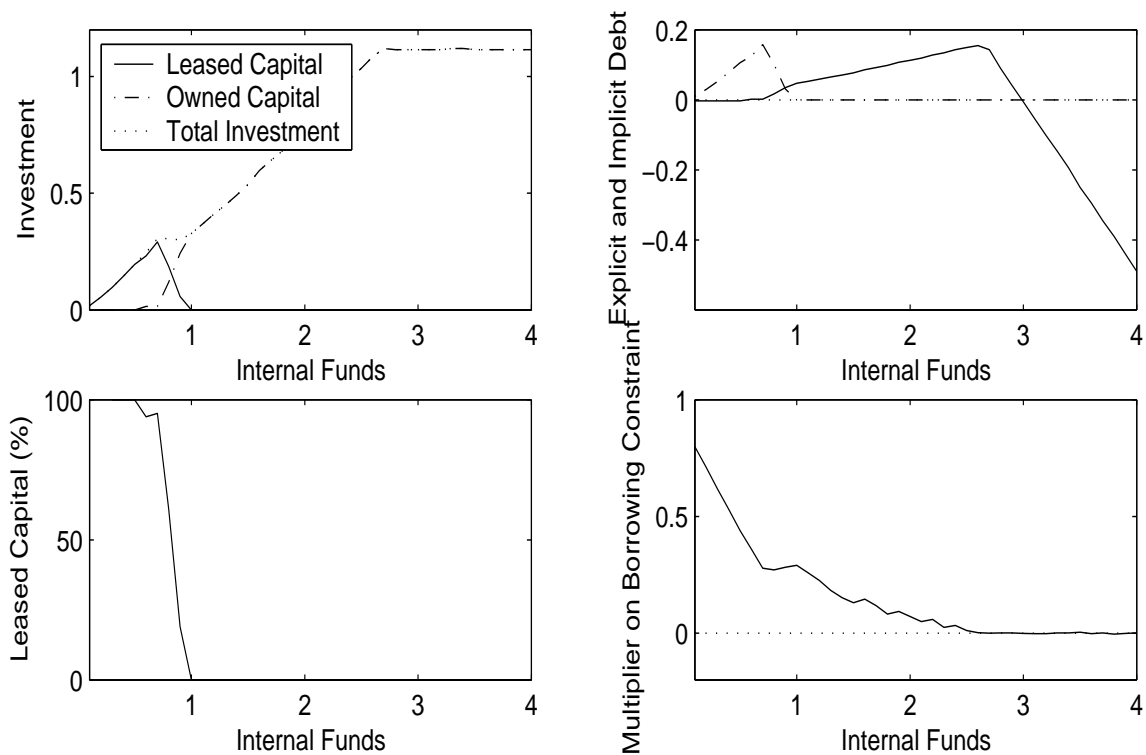 Leased Capital
Owned Capital
Total Investment
Investment
1
0.5
0
1
2
3
4
Internal Funds
Explicit and Implicit Debt
0.2
0
−0.2
−0.4
1
2
3
4
Internal Funds
Leased Capital (%)
100
50
0
1
2
3
4
Internal Funds
Multiplier on Borrowing Constraint
1
0.5
0
1
2
3
4
Internal Funds